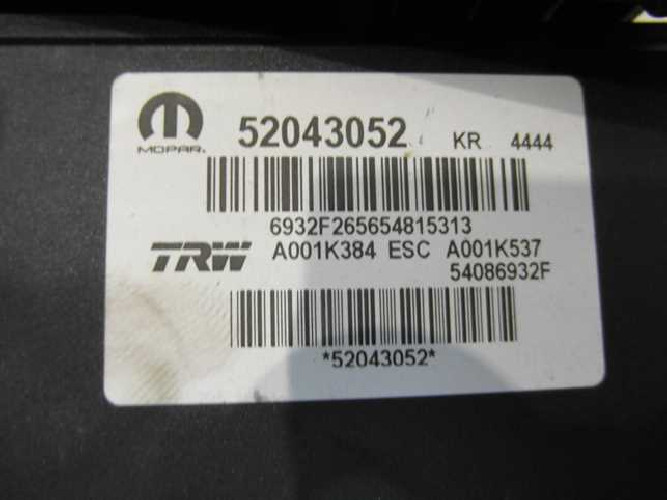 52043052 KR 4444
MOPAR.
6932F265654815313
TRW A001K384 ESC A001K537
54086932F
*52043052*